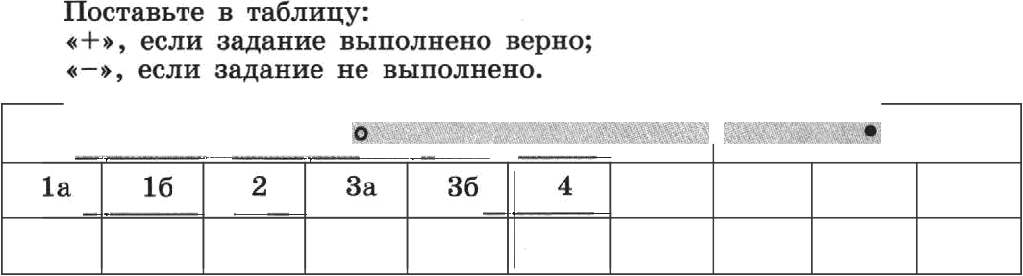 Поставьте в таблицу:
«+», если задание выполнено верно;
«−», если задание не выполнено.
1а 1б 2 3а 3б 4